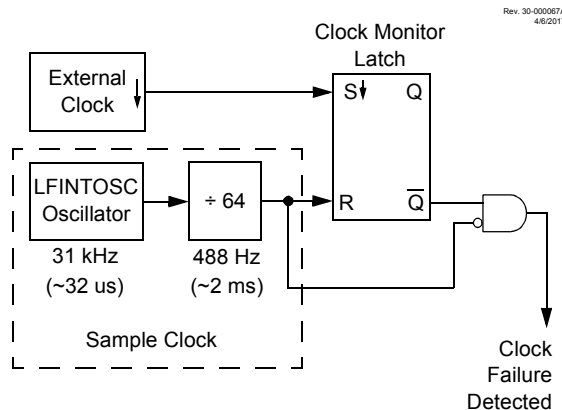 Rev. 30-000067A
4/6/2017
Clock Monitor
Latch
External
Clock
S
Q
LFINTOSC
Oscillator
÷ 64
R
Q̅
31 kHz
(~32 us)
488 Hz
(~2 ms)
Sample Clock
Clock
Failure
Detected